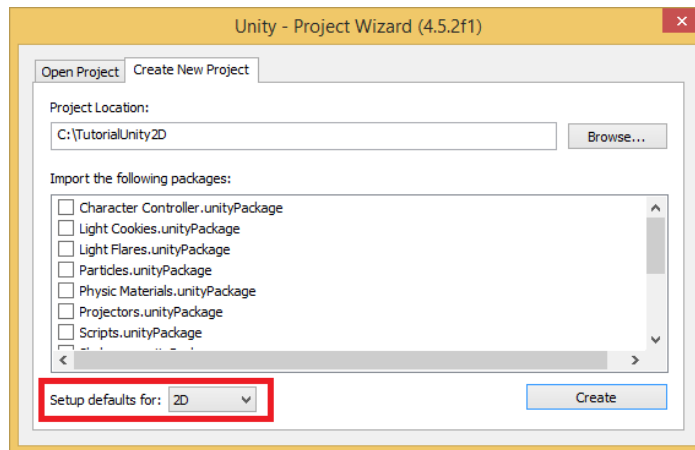 Unity - Project Wizard (4.5.2f1)
Open Project
Create New Project
Project Location:
C:\TutorialUnity2D
Browse...
Import the following packages:
Character Controller.unityPackage
Light Cookies.unityPackage
Light Flares.unityPackage
Particles.unityPackage
Physic Materials.unityPackage
Projectors.unityPackage
Scripts.unityPackage
Setup defaults for: 2D
Create